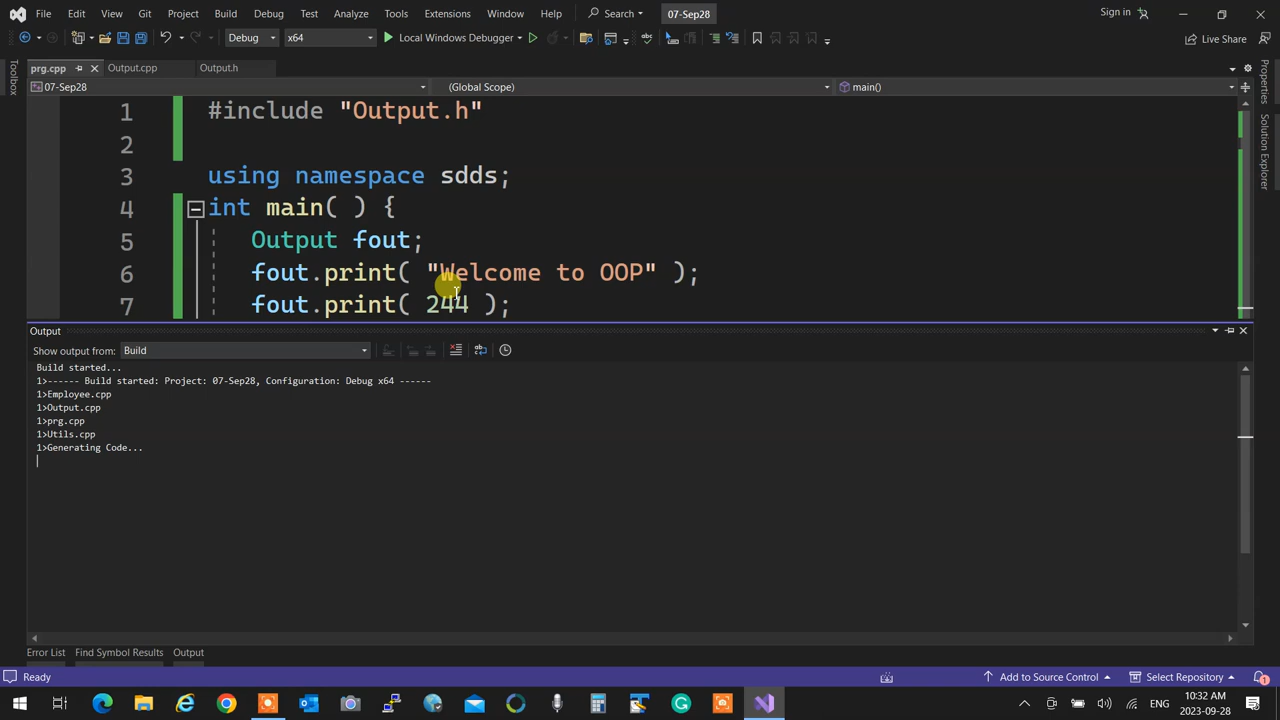 File Edit View Git Project Build Debug Test Analyze Tools Extensions Window Help Search 07-Sep28 Sign in
Debug x64 Local Windows Debugger Live Share
prg.cpp Output.cpp Output.h
07-Sep28 (Global Scope) main()
Toolbox
Properties
Solution Explorer
1 #include "Output.h"
2
3 using namespace sdds;
4 int main( ) {
5 Output fout;
6 fout.print( "Welcome to OOP" );
7 fout.print( 244 );
Output
Show output from: Build
Build started...
1>------ Build started: Project: 07-Sep28, Configuration: Debug x64 ------
1>Employee.cpp
1>Output.cpp
1>prg.cpp
1>Utils.cpp
1>Generating Code...
Error List Find Symbol Results Output
Ready Add to Source Control Select Repository 1
ENG 10:32 AM
2023-09-28